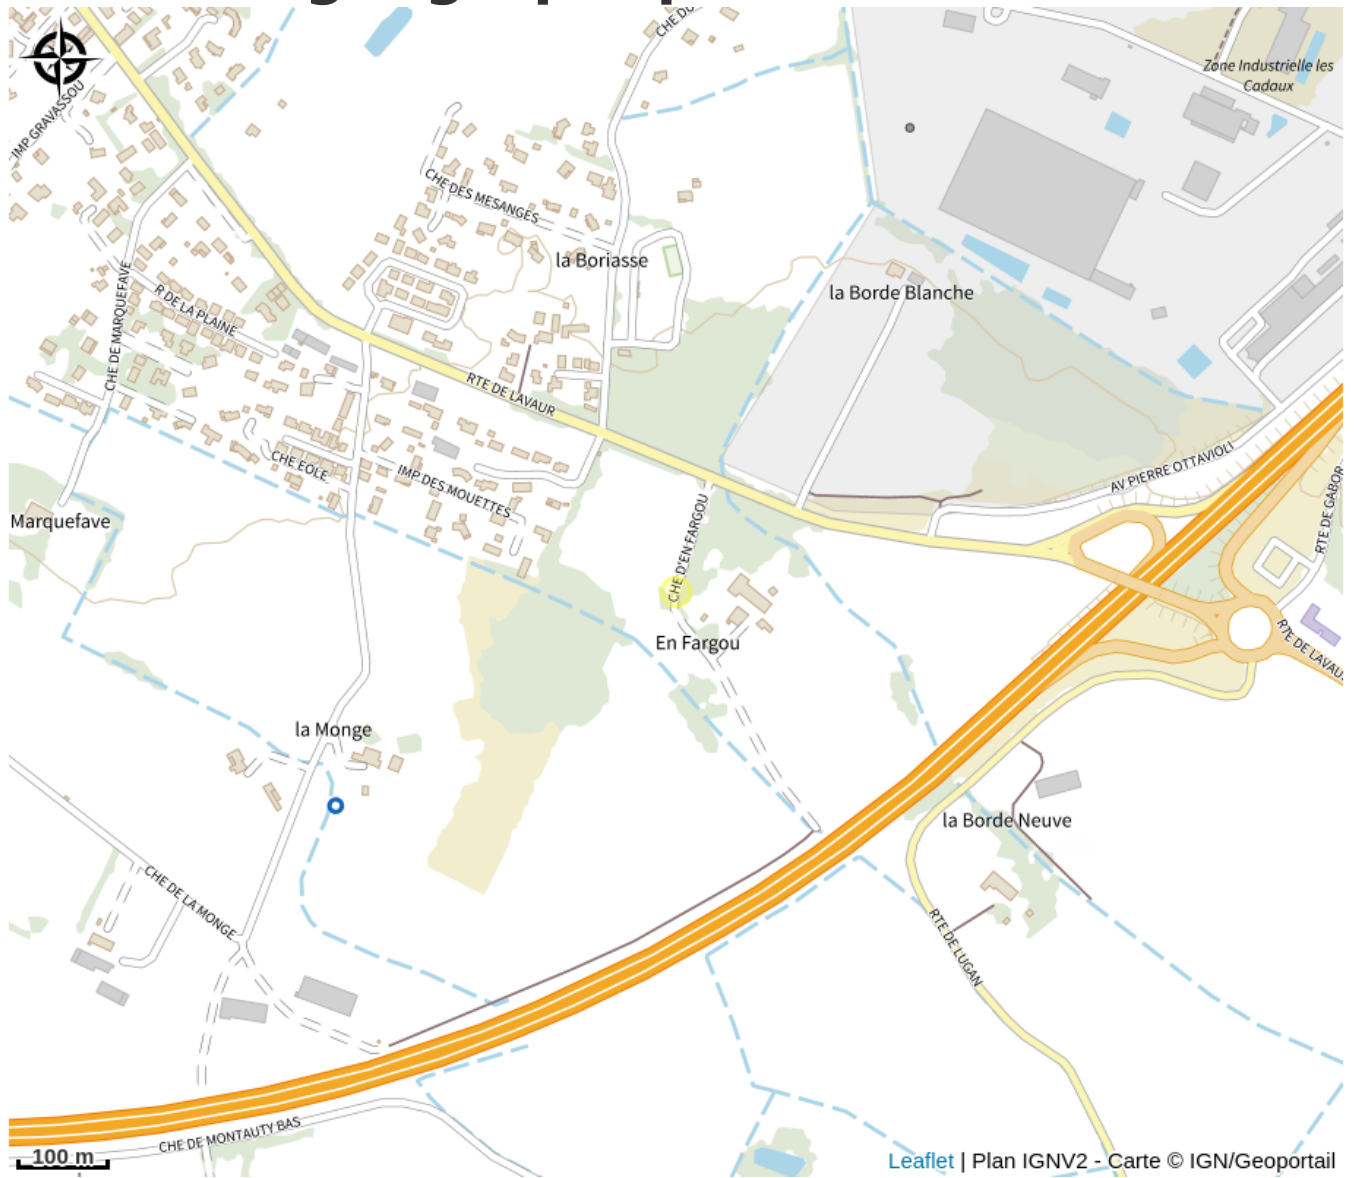 CHE DU
Zone Industrielle les
Cadaux
IMP GRAVASSOU
CHE DES MESANGES
la Boriasse
la Borde Blanche
CHE DE MARQUEFAVE
R DE LA PLAINE
RTE DE LAVAUR
CHE EOLE
IMP DES MOUETTES
AV PIERRE OTTAVIOLI
RTE DE GABOR
Marquefave
CHE D'EN FARGOU
En Fargou
RTE DE LAVAU
la Monge
la Borde Neuve
CHE DE LA MONGE
RTE DE LUGAN
CHE DE MONTAUTY BAS
100 m
Leaflet | Plan IGNV2 - Carte © IGN/Geoportail